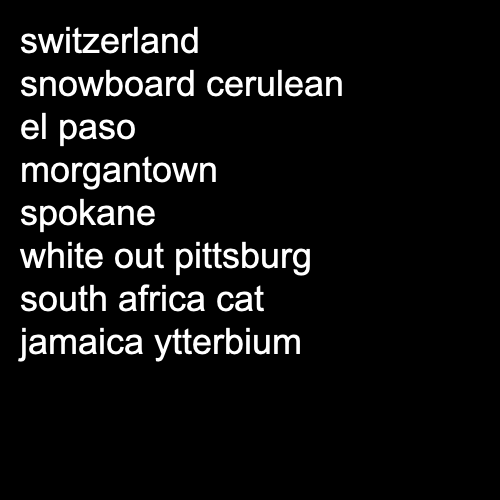 switzerland
snowboard cerulean
el paso
morgantown
spokane
white out pittsburg
south africa cat
jamaica ytterbium